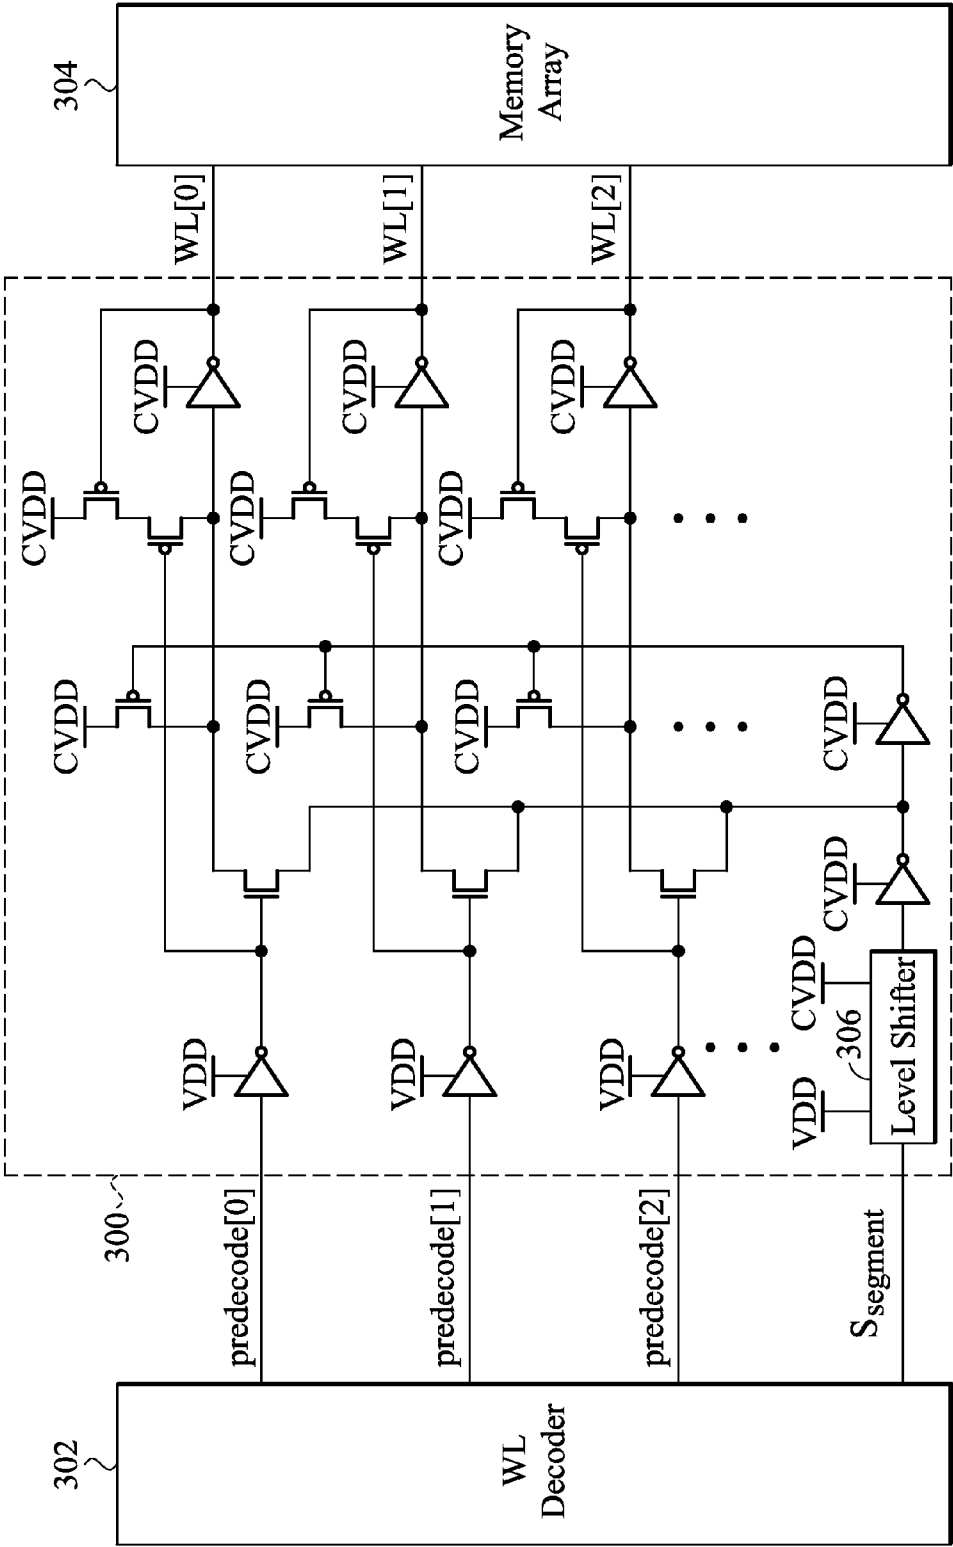 304
Memory
Array
WL[0]
WL[1]
WL[2]
CVDD
CVDD
CVDD
CVDD
CVDD
CVDD
CVDD
CVDD
CVDD
CVDD
CVDD
CVDD
VDD
VDD
VDD
VDD
306
Level Shifter
300
predecode[0]
predecode[1]
predecode[2]
Ssegment
302
WL
Decoder